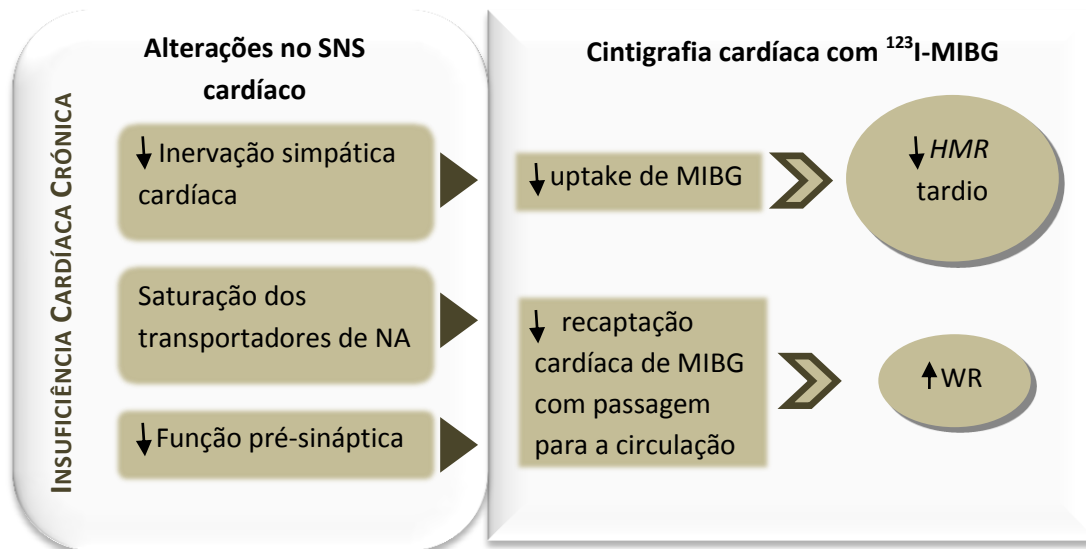 INSUFICIÊNCIA CARDÍACA CRÓNICA
Alterações no SNS
cardíaco
↓ Inervação simpática
cardíaca
Saturação dos
transportadores de NA
↓ Função pré-sináptica
Cintigrafia cardíaca com ¹²³I-MIBG
↓ uptake de MIBG
↓ HMR
tardio
↓ recaptação
cardíaca de MIBG
com passagem
para a circulação
↑ WR